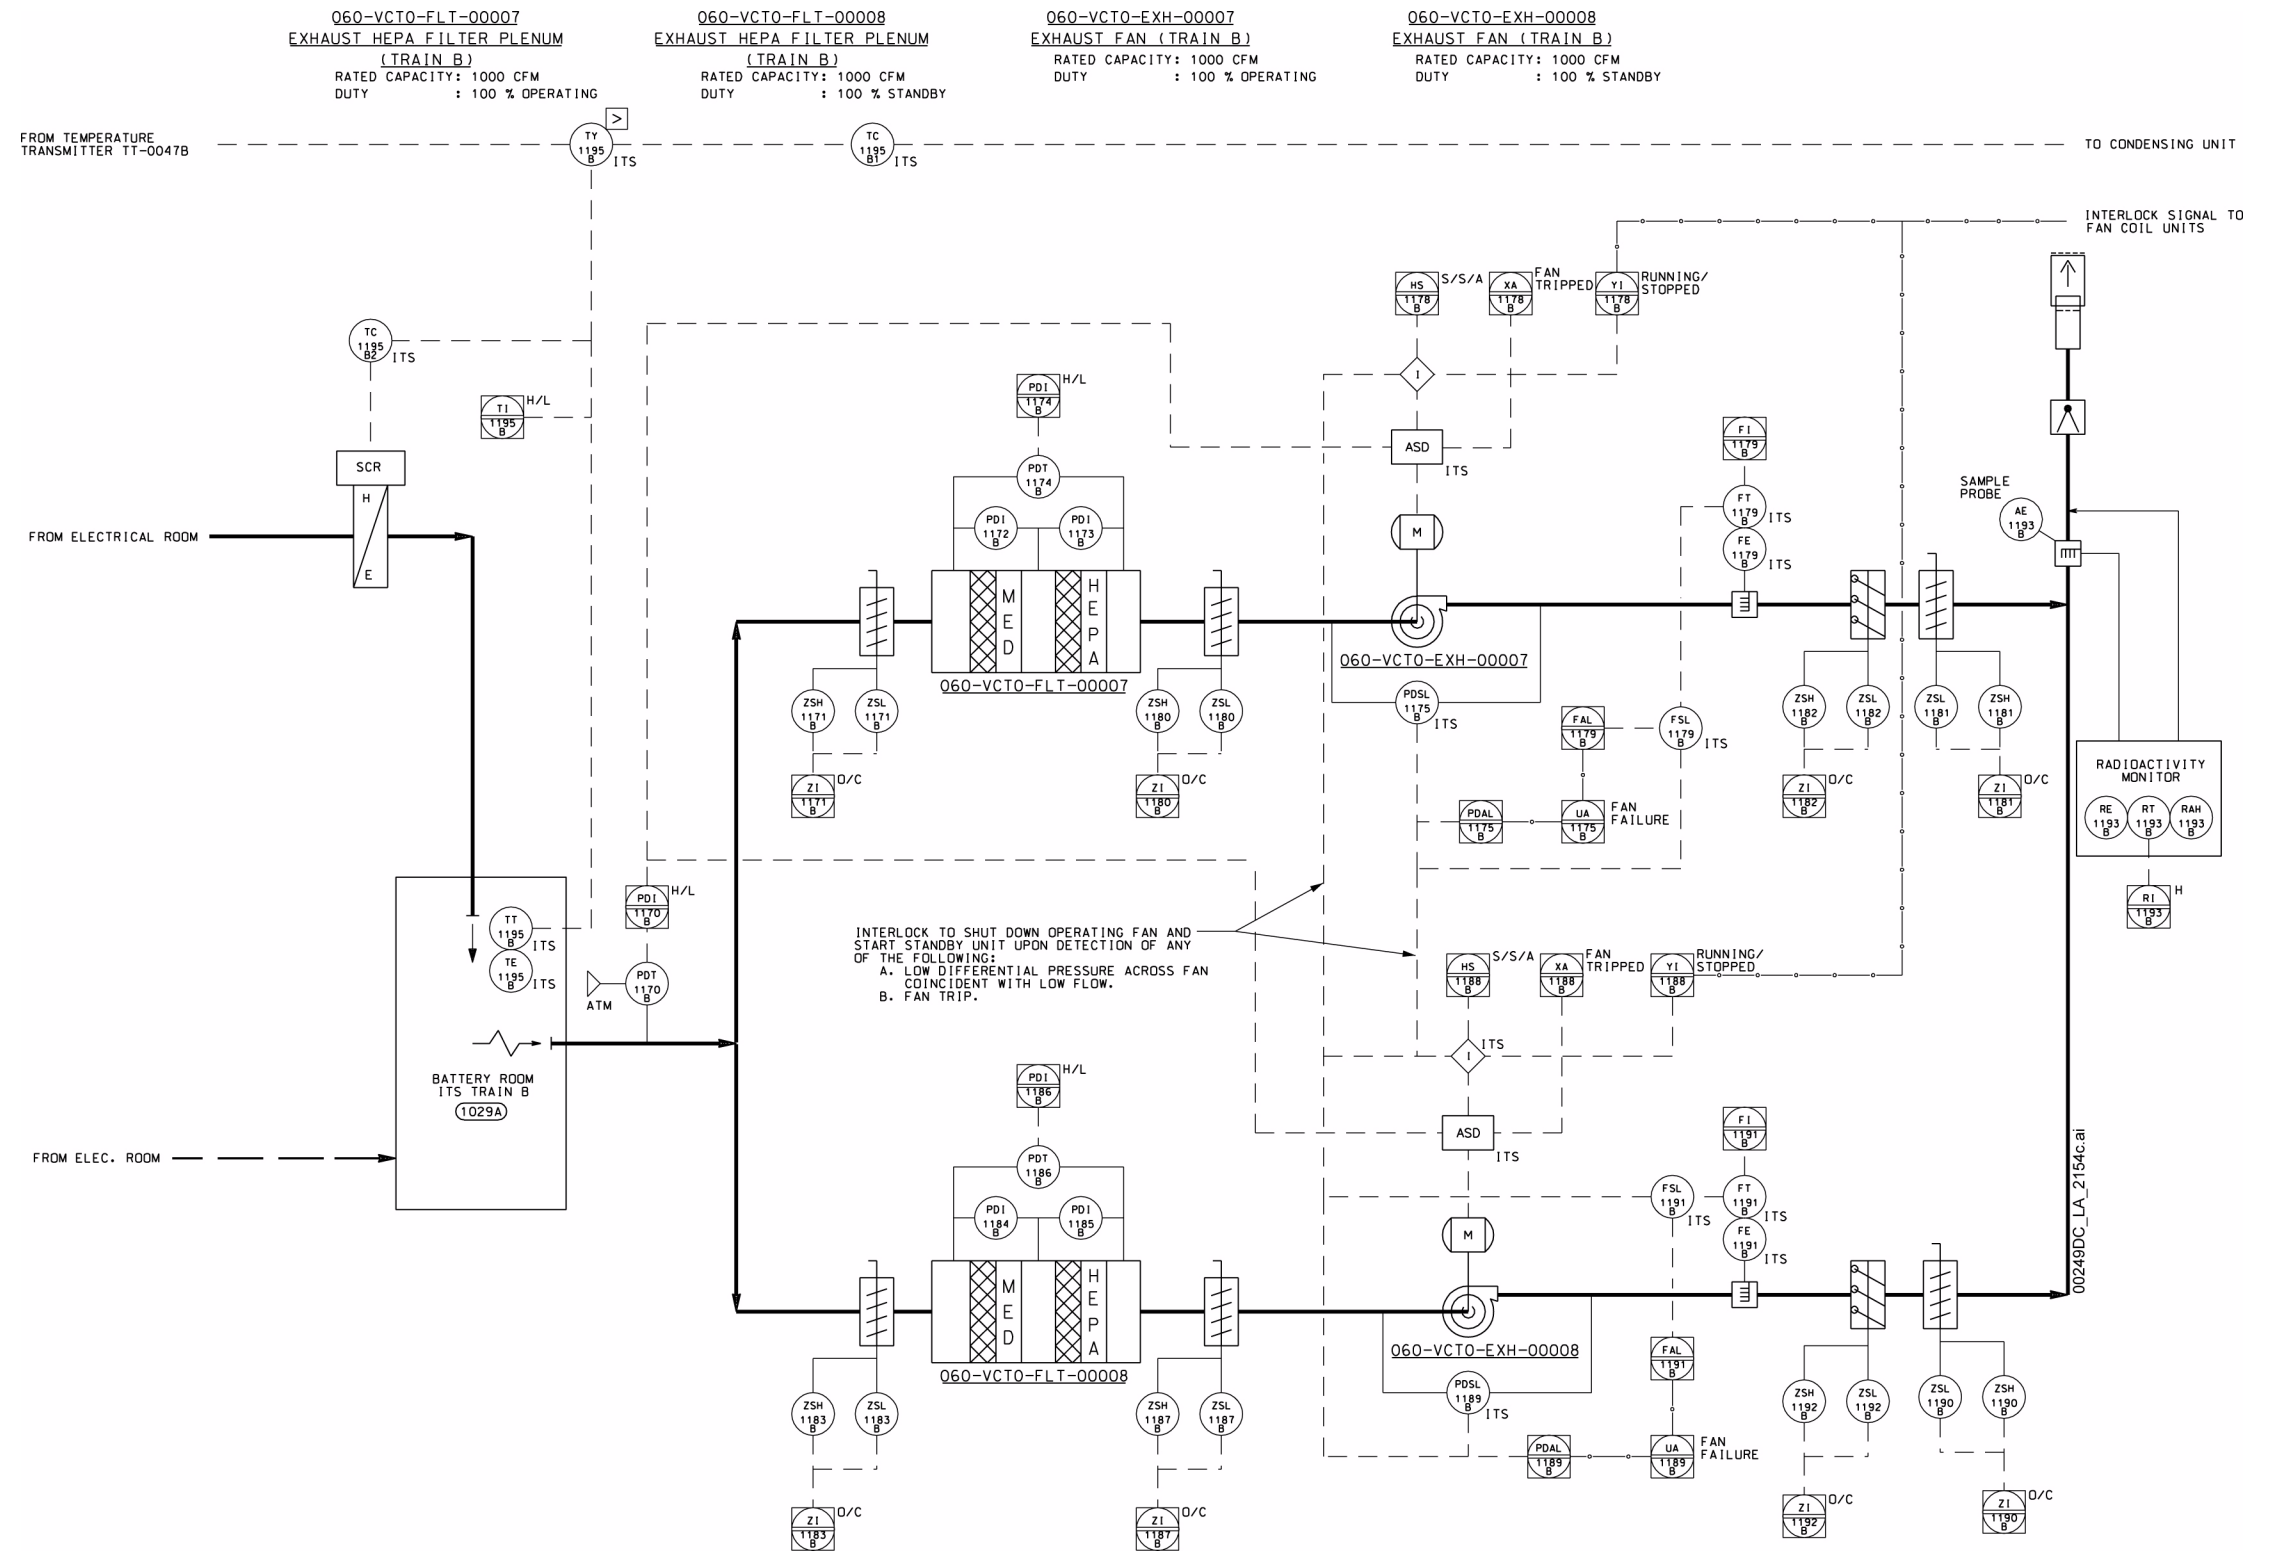 060-VCTO-FLT-00007
EXHAUST HEPA FILTER PLENUM
(TRAIN B)
RATED CAPACITY: 1000 CFM
DUTY : 100 % OPERATING
060-VCTO-FLT-00008
EXHAUST HEPA FILTER PLENUM
(TRAIN B)
RATED CAPACITY: 1000 CFM
DUTY : 100 % STANDBY
060-VCTO-EXH-00007
EXHAUST FAN (TRAIN B)
RATED CAPACITY: 1000 CFM
DUTY : 100 % OPERATING
060-VCTO-EXH-00008
EXHAUST FAN (TRAIN B)
RATED CAPACITY: 1000 CFM
DUTY : 100 % STANDBY
FROM TEMPERATURE
TRANSMITTER TT-0047B
>
TY
1195
B
ITS
TC
1195
B1
ITS
TO CONDENSING UNIT
INTERLOCK SIGNAL TO
FAN COIL UNITS
HS
1178
B
S/S/A
XA
1178
B
FAN
TRIPPED
YI
1178
B
RUNNING/
STOPPED
TC
1195
B2
ITS
TI
1195
B
H/L
PDI
1174
B
H/L
I
ASD
ITS
FI
1179
B
SCR
H
E
PDT
1174
B
PDI
1172
B
PDI
1173
B
M
FT
1179
B
ITS
FE
1179
B
ITS
SAMPLE
PROBE
AE
1193
B
FROM ELECTRICAL ROOM
MED
HEPA
060-VCTO-FLT-00007
060-VCTO-EXH-00007
ZSH
1171
B
ZSL
1171
B
ZI
1171
B
O/C
ZSH
1180
B
ZSL
1180
B
ZI
1180
B
O/C
PDSL
1175
B
ITS
FAL
1179
B
FSL
1179
B
ITS
PDAL
1175
B
UA
1175
B
FAN
FAILURE
ZSH
1182
B
ZSL
1182
B
ZI
1182
B
O/C
ZSL
1181
B
ZSH
1181
B
ZI
1181
B
O/C
RADIOACTIVITY
MONITOR
RE
1193
B
RT
1193
B
RAH
1193
B
RI
1193
B
H
TT
1195
B
ITS
TE
1195
B
ITS
PDI
1170
B
H/L
PDT
1170
B
ATM
BATTERY ROOM
ITS TRAIN B
1029A
FROM ELEC. ROOM
INTERLOCK TO SHUT DOWN OPERATING FAN AND
START STANDBY UNIT UPON DETECTION OF ANY
OF THE FOLLOWING:
A. LOW DIFFERENTIAL PRESSURE ACROSS FAN
COINCIDENT WITH LOW FLOW.
B. FAN TRIP.
HS
1188
B
S/S/A
XA
1188
B
FAN
TRIPPED
YI
1188
B
RUNNING/
STOPPED
I
ITS
ASD
ITS
PDI
1186
B
H/L
PDT
1186
B
PDI
1184
B
PDI
1185
B
M
FI
1191
B
FSL
1191
B
ITS
FT
1191
B
ITS
FE
1191
B
ITS
MED
HEPA
060-VCTO-FLT-00008
060-VCTO-EXH-00008
ZSH
1183
B
ZSL
1183
B
ZI
1183
B
O/C
ZSH
1187
B
ZSL
1187
B
ZI
1187
B
O/C
PDSL
1189
B
ITS
FAL
1191
B
PDAL
1189
B
UA
1189
B
FAN
FAILURE
ZSH
1192
B
ZSL
1192
B
ZI
1192
B
O/C
ZSL
1190
B
ZSH
1190
B
ZI
1190
B
O/C
00249DC_LA_2154c.ai